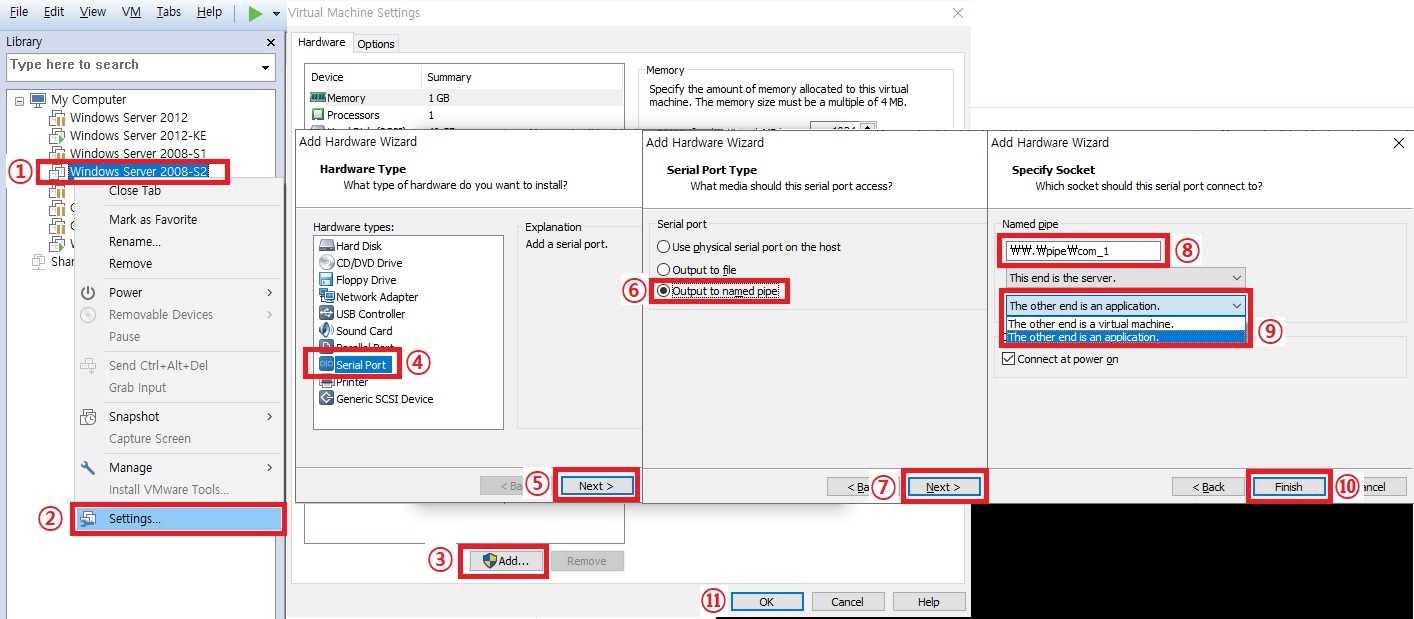 File Edit View VM Tabs Help
Library
Type here to search
My Computer
Windows Server 2012
Windows Server 2012-KE
Windows Server 2008-S1
① Windows Server 2008-S2
Close Tab
Mark as Favorite
Rename...
Remove
Power
Removable Devices
Pause
Send Ctrl+Alt+Del
Grab Input
Snapshot
Capture Screen
Manage
Install VMware Tools...
② Settings...
Virtual Machine Settings
Hardware Options
Device Summary
Memory 1 GB
Processors 1
Memory
Specify the amount of memory allocated to this virtual
machine. The memory size must be a multiple of 4 MB.
Add Hardware Wizard
Hardware Type
What type of hardware do you want to install?
Hardware types:
Hard Disk
CD/DVD Drive
Floppy Drive
Network Adapter
USB Controller
Sound Card
Parallel Port
Serial Port ④
Printer
Generic SCSI Device
Explanation
Add a serial port.
⑤ Next >
③ Add... Remove
⑪ OK Cancel Help
Add Hardware Wizard
Serial Port Type
What media should this serial port access?
Serial port
Use physical serial port on the host
Output to file
⑥ Output to named pipe
⑦ Next >
Add Hardware Wizard
Specify Socket
Which socket should this serial port connect to?
Named pipe
₩₩.₩pipe₩com_1 ⑧
This end is the server.
The other end is an application.
The other end is a virtual machine.
The other end is an application. ⑨
Connect at power on
< Back Finish ⑩